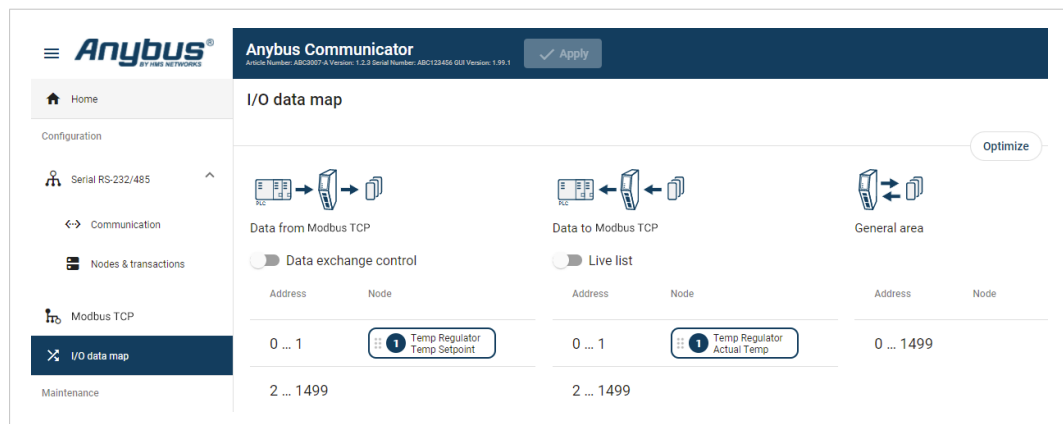 Anybus®
BY HMS NETWORKS
Anybus Communicator
Article Number: ABC3007-A Version: 1.2.3 Serial Number: ABC123456 GUI Version: 1.99.1
Apply
Home
Configuration
Serial RS-232/485
Communication
Nodes & transactions
Modbus TCP
I/O data map
Maintenance
I/O data map
Optimize
PLC
Data from Modbus TCP
Data exchange control
Address Node
0 ... 1
1
Temp Regulator
Temp Setpoint
2 ... 1499
PLC
Data to Modbus TCP
Live list
Address Node
0 ... 1
1
Temp Regulator
Actual Temp
2 ... 1499
General area
Address Node
0 ... 1499